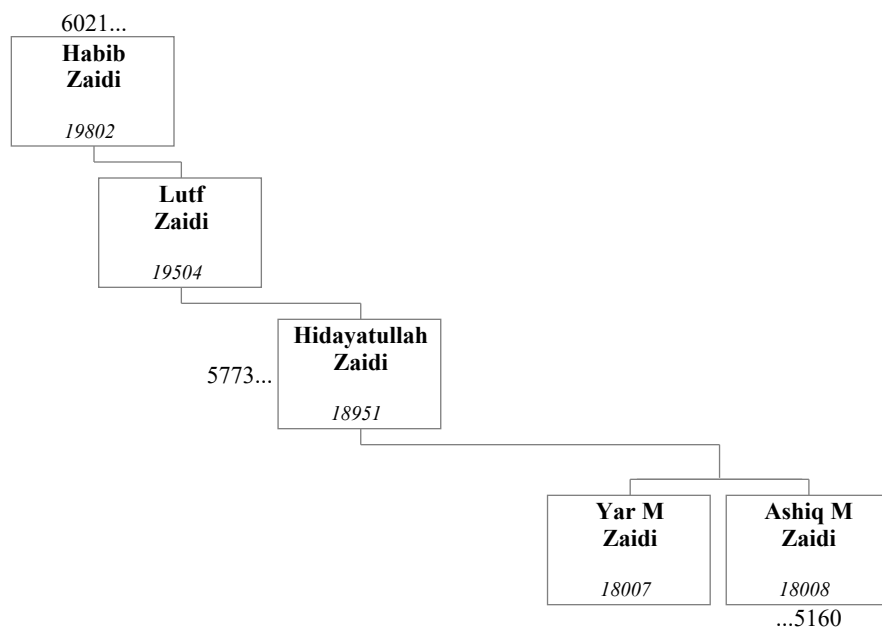 6021...
Habib
Zaidi
19802
Lutf
Zaidi
19504
Hidayatullah
Zaidi
5773...
18951
Yar M
Zaidi
18007
Ashiq M
Zaidi
18008
...5160